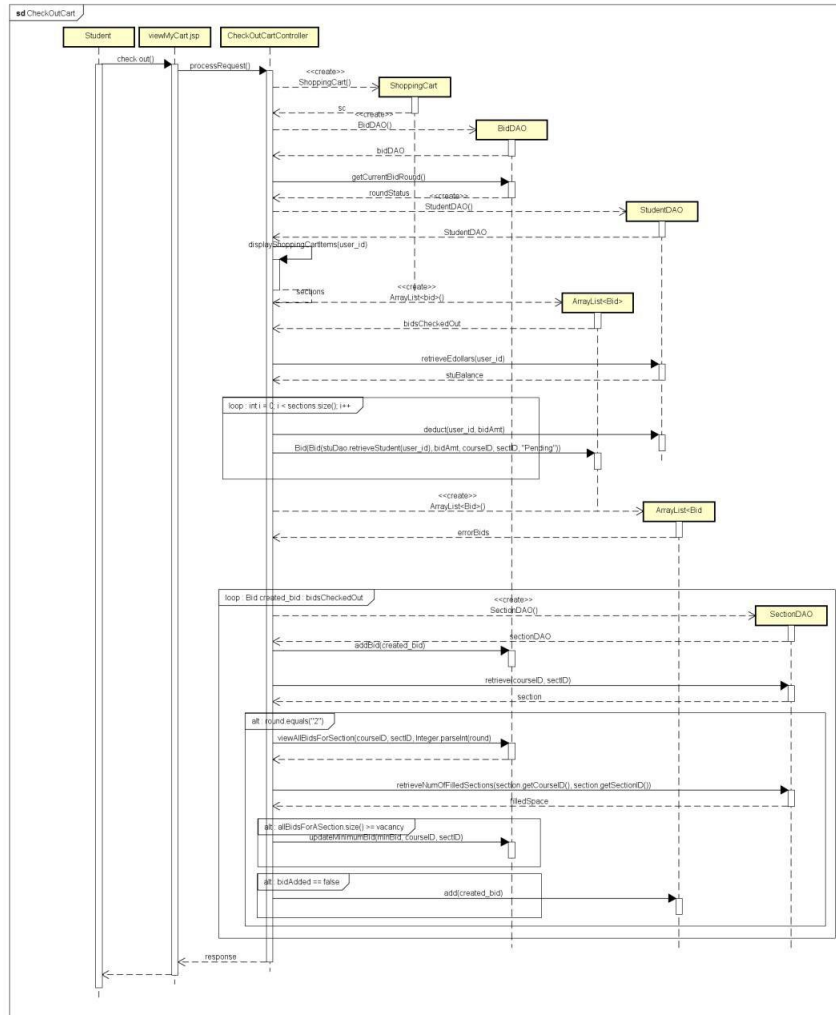 sd CheckOutCart
Student
viewMyCart.jsp
CheckOutCartController
check out()
processRequest()
<<create>>
ShoppingCart()
ShoppingCart
sc
<<create>>
BidDAO()
BidDAO
bidDAO
getCurrentBidRound()
roundStatus
<<create>>
StudentDAO()
StudentDAO
StudentDAO
displayShoppingCartItems(user_id)
sections
<<create>>
ArrayList<bid>()
ArrayList<Bid>
bidsCheckedOut
retrieveEdollars(user_id)
stuBalance
loop : int i = 0; i < sections.size(); i++
deduct(user_id, bidAmt)
Bid(Bid(stuDao.retrieveStudent(user_id), bidAmt, courseID, sectID, "Pending"))
<<create>>
ArrayList<Bid>()
ArrayList<Bid
errorBids
loop : Bid created_bid : bidsCheckedOut
<<create>>
SectionDAO()
SectionDAO
sectionDAO
addBid(created_bid)
retrieve(courseID, sectID)
section
alt : round.equals("2")
viewAllBidsForSection(courseID, sectID, Integer.parseInt(round)
retrieveNumOfFilledSections(section.getCourseID(), section.getSectionID())
filledSpace
alt : allBidsForASection.size() >= vacancy
updateMinimumBid(minBid, courseID, sectID)
alt : bidAdded == false
add(created_bid)
response